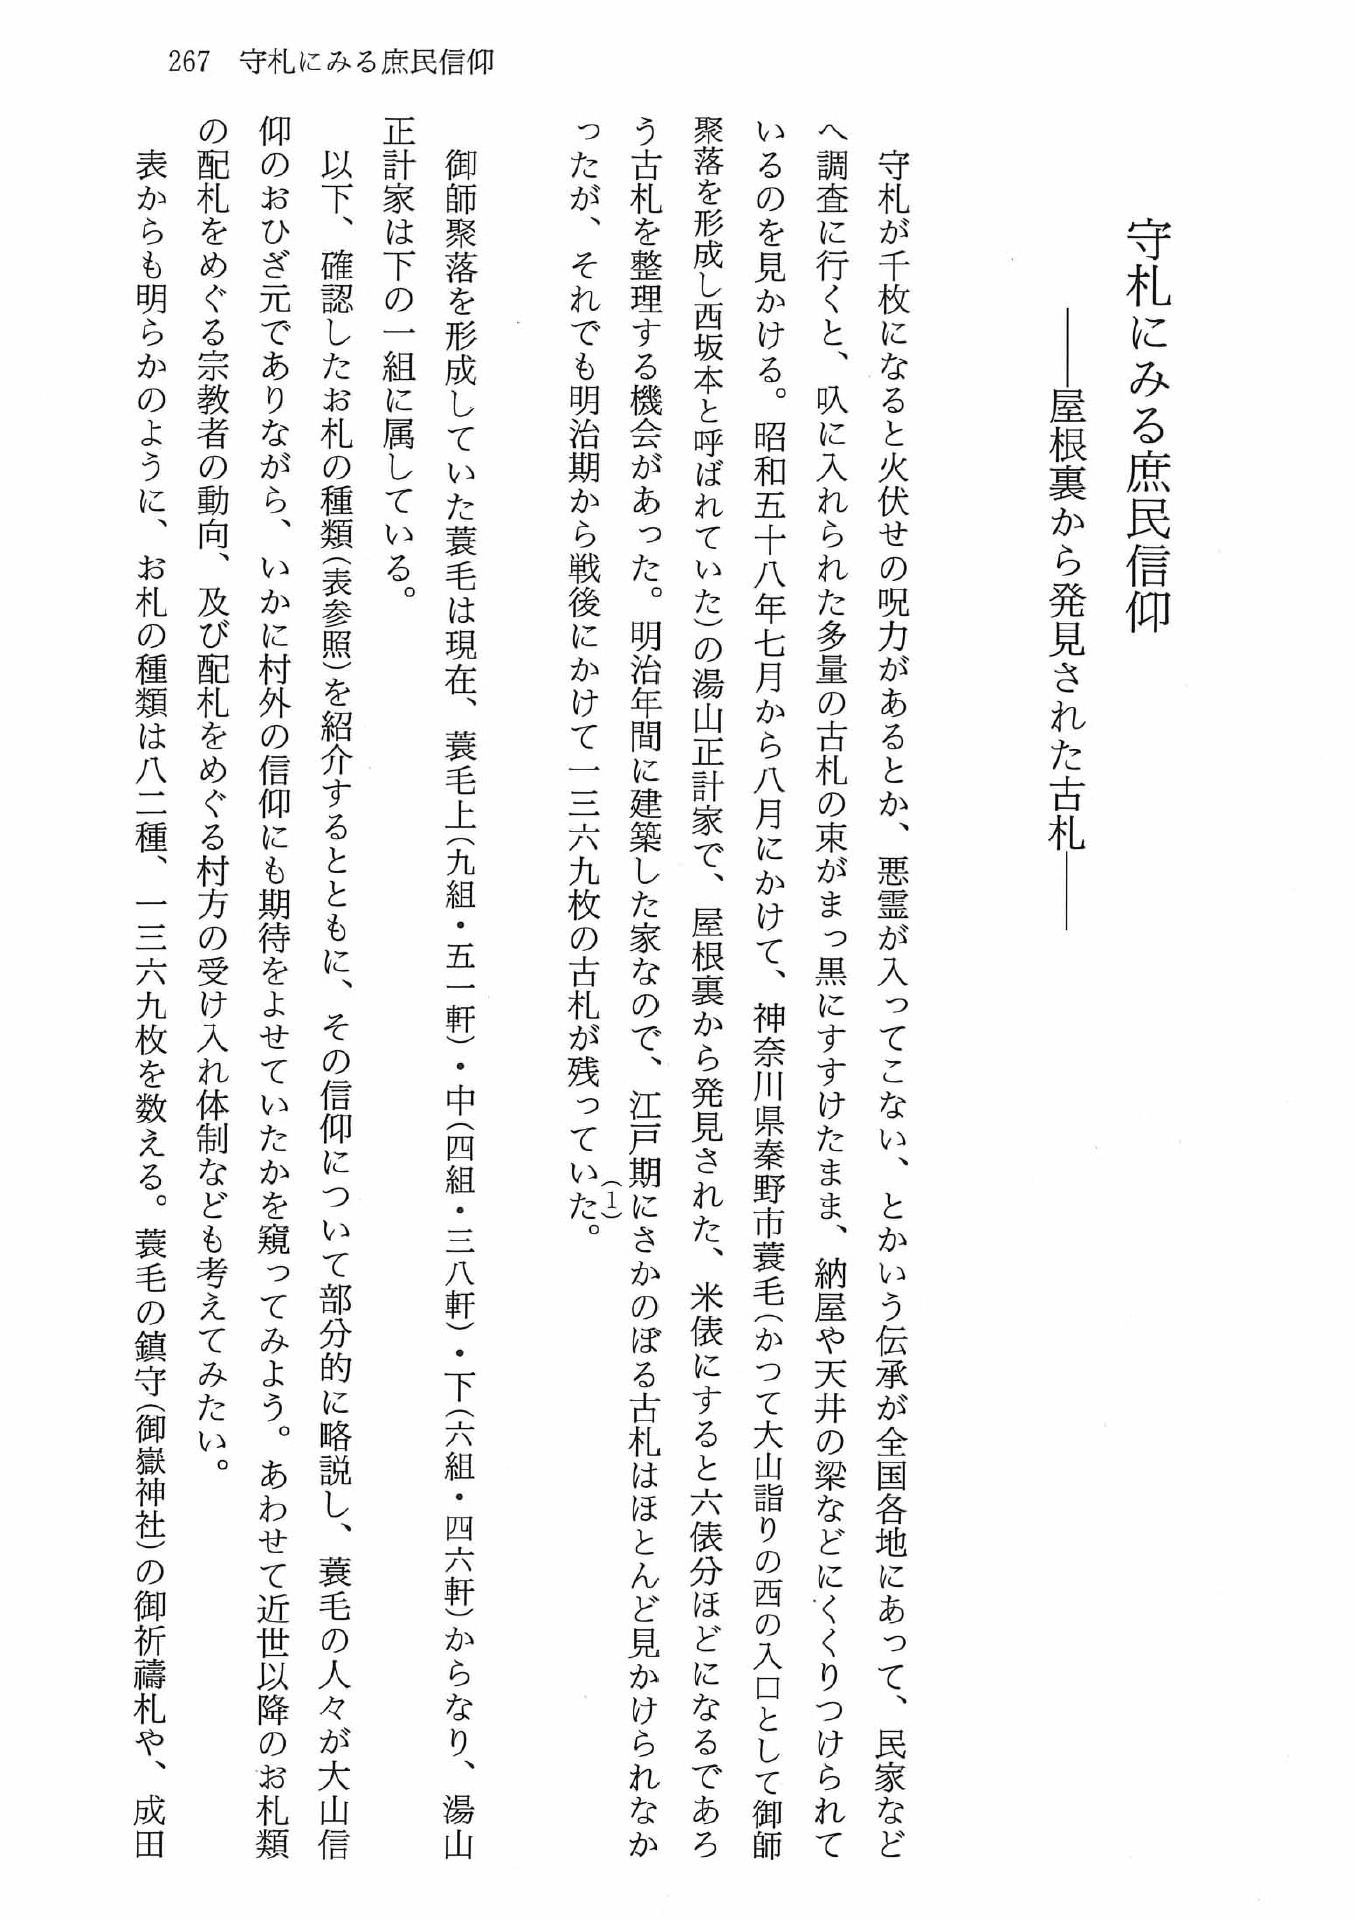 267　守札にみる庶民信仰
守札にみる庶民信仰
――屋根裏から発見された古札――
守札が千枚になると火伏せの呪力があるとか、悪霊が入ってこない、とかいう伝承が全国各地にあって、民家など
へ調査に行くと、叺に入れられた多量の古札の束がまっ黒にすすけたまま、納屋や天井の梁などにくくりつけられて
いるのを見かける。昭和五十八年七月から八月にかけて、神奈川県秦野市蓑毛(かつて大山詣りの西の入口として御師
聚落を形成し西坂本と呼ばれていた)の湯山正計家で、屋根裏から発見された、米俵にすると六俵分ほどになるであろ
う古札を整理する機会があった。明治年間に建築した家なので、江戸期にさかのぼる古札はほとんど見かけられなか
ったが、それでも明治期から戦後にかけて一三六九枚の古札が残っていた。(1)
御師聚落を形成していた蓑毛は現在、蓑毛上(九組・五一軒)・中(四組・三八軒)・下(六組・四六軒)からなり、湯山
正計家は下の一組に属している。
以下、確認したお札の種類(表参照)を紹介するとともに、その信仰について部分的に略説し、蓑毛の人々が大山信
仰のおひざ元でありながら、いかに村外の信仰にも期待をよせていたかを窺ってみよう。あわせて近世以降のお札類
の配札をめぐる宗教者の動向、及び配札をめぐる村方の受け入れ体制なども考えてみたい。
表からも明らかのように、お札の種類は八二種、一三六九枚を数える。蓑毛の鎮守(御嶽神社)の御祈禱札や、成田